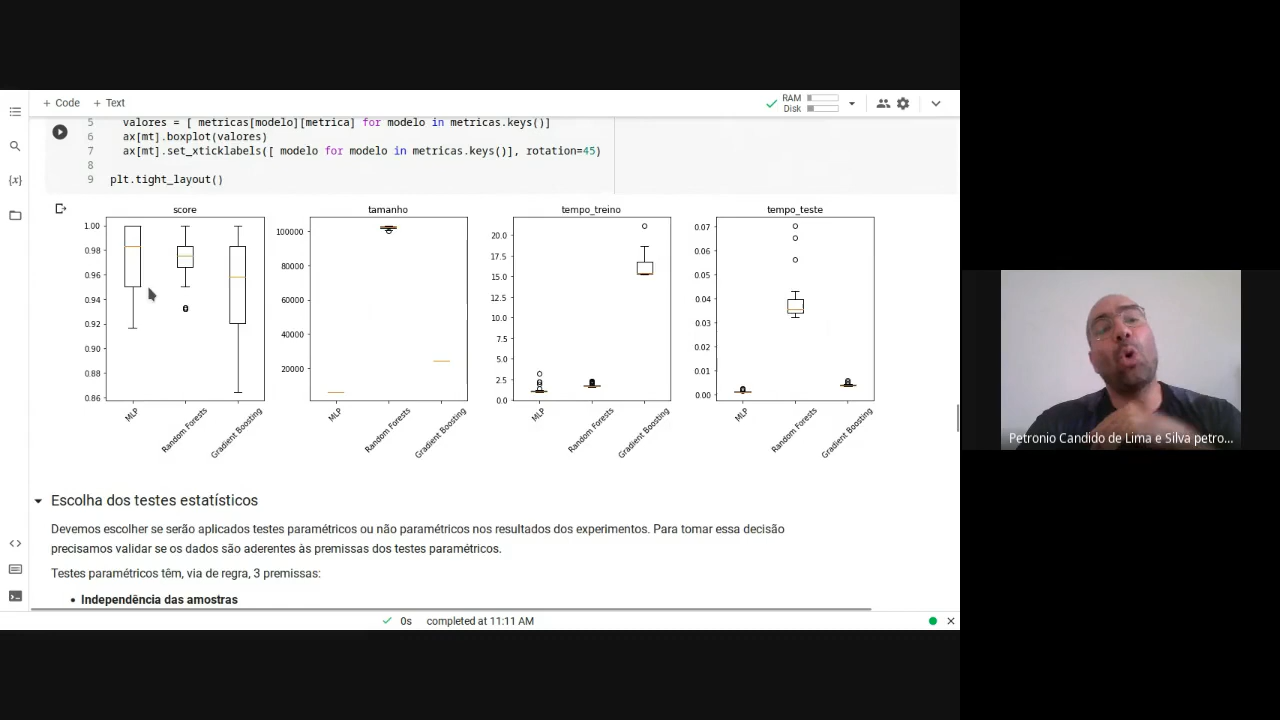 + Code + Text
RAM
Disk
5 valores = [ metricas[modelo][metrica] for modelo in metricas.keys()]
6 ax[mt].boxplot(valores)
7 ax[mt].set_xticklabels([ modelo for modelo in metricas.keys()], rotation=45)
8
9 plt.tight_layout()
score tamanho tempo_treino tempo_teste
1.00
0.98
0.96
0.94
0.92
0.90
0.88
0.86
MLP
Random Forests
Gradient Boosting
100000
80000
60000
40000
20000
MLP
Random Forests
Gradient Boosting
20.0
17.5
15.0
12.5
10.0
7.5
5.0
2.5
0.0
MLP
Random Forests
Gradient Boosting
0.07
0.06
0.05
0.04
0.03
0.02
0.01
0.00
MLP
Random Forests
Gradient Boosting
Escolha dos testes estatísticos
Devemos escolher se serão aplicados testes paramétricos ou não paramétricos nos resultados dos experimentos. Para tomar essa decisão
precisamos validar se os dados são aderentes às premissas dos testes paramétricos.
Testes paramétricos têm, via de regra, 3 premissas:
• Independência das amostras
0s completed at 11:11 AM
Petronio Candido de Lima e Silva petro...